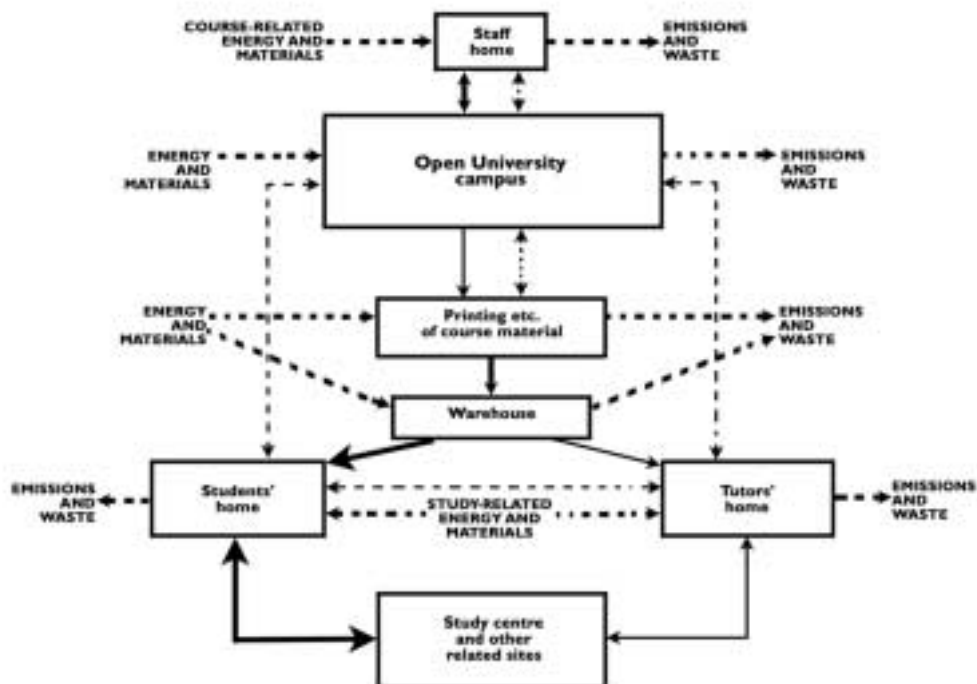 COURSE-RELATED
ENERGY AND
MATERIALS
Staff
home
EMISSIONS
AND
WASTE
ENERGY
AND
MATERIALS
Open University
campus
EMISSIONS
AND
WASTE
ENERGY
AND
MATERIALS
Printing etc.
of course material
EMISSIONS
AND
WASTE
Warehouse
EMISSIONS
AND
WASTE
Students'
home
STUDY-RELATED
ENERGY AND
MATERIALS
Tutors'
home
EMISSIONS
AND
WASTE
Study centre
and other
related sites